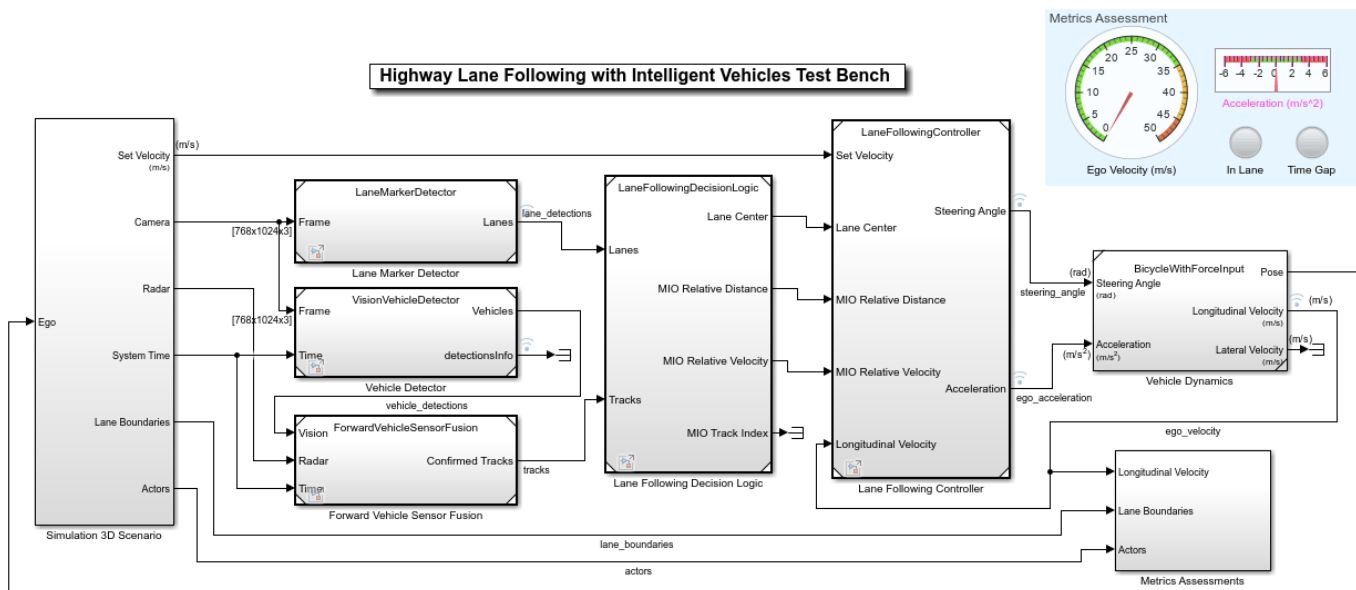 Metrics Assessment
0 5 10 15 20 25 30 35 40 45 50
Ego Velocity (m/s)
-6 -4 -2 0 2 4 6
Acceleration (m/s^2)
In Lane
Time Gap
Highway Lane Following with Intelligent Vehicles Test Bench
Ego
Set Velocity
(m/s)
Camera
Radar
System Time
Lane Boundaries
Actors
Simulation 3D Scenario
(m/s)
[768x1024x3]
LaneMarkerDetector
Frame
Lanes
Lane Marker Detector
lane_detections
[768x1024x3]
VisionVehicleDetector
Frame
Vehicles
Time
detectionsInfo
Vehicle Detector
vehicle_detections
ForwardVehicleSensorFusion
Vision
Radar
Confirmed Tracks
Time
Forward Vehicle Sensor Fusion
tracks
LaneFollowingDecisionLogic
Lane Center
Lanes
MIO Relative Distance
MIO Relative Velocity
Tracks
MIO Track Index
Lane Following Decision Logic
LaneFollowingController
Set Velocity
Steering Angle
Lane Center
MIO Relative Distance
MIO Relative Velocity
Acceleration
Longitudinal Velocity
Lane Following Controller
(rad)
steering_angle
(m/s²)
ego_acceleration
BicycleWithForceInput
Pose
Steering Angle
(rad)
Longitudinal Velocity
(m/s)
Acceleration
(m/s²)
Lateral Velocity
(m/s)
Vehicle Dynamics
(m/s)
(m/s)
ego_velocity
Longitudinal Velocity
Lane Boundaries
Actors
Metrics Assessments
lane_boundaries
actors